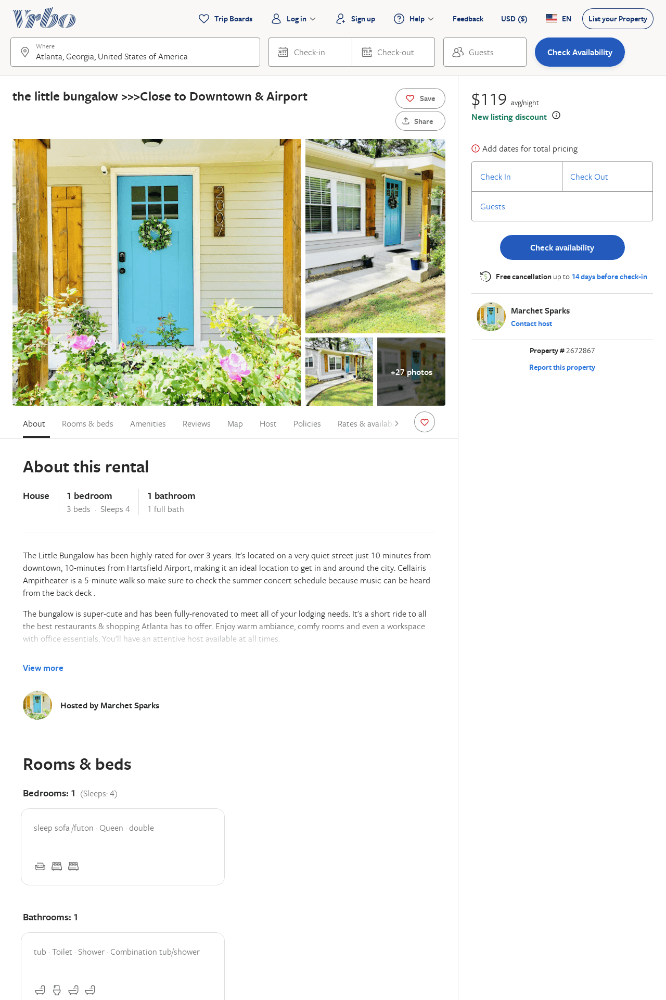 Vrbo
Trip Boards
Log in
Sign up
Help
Feedback
USD ($)
EN
List your Property
Where
Atlanta, Georgia, United States of America
Check-in
Check-out
Guests
Check Availability
the little bungalow >>>Close to Downtown & Airport
Save
Share
2007
+27 photos
$119 avg/night
New listing discount
Add dates for total pricing
Check In
Check Out
Guests
Check availability
Free cancellation up to 14 days before check-in
Marchet Sparks
Contact host
Property # 2672867
Report this property
About
Rooms & beds
Amenities
Reviews
Map
Host
Policies
Rates & availab
About this rental
House
1 bedroom
3 beds · Sleeps 4
1 bathroom
1 full bath
The Little Bungalow has been highly-rated for over 3 years. It's located on a very quiet street just 10 minutes from
downtown, 10-minutes from Hartsfield Airport, making it an ideal location to get in and around the city. Cellairis
Ampitheater is a 5-minute walk so make sure to check the summer concert schedule because music can be heard
from the back deck .
The bungalow is super-cute and has been fully-renovated to meet all of your lodging needs. It's a short ride to all
the best restaurants & shopping Atlanta has to offer. Enjoy warm ambiance, comfy rooms and even a workspace
with office essentials. You'll have an attentive host available at all times.
View more
Hosted by Marchet Sparks
Rooms & beds
Bedrooms: 1 (Sleeps: 4)
sleep sofa /futon · Queen · double
Bathrooms: 1
tub · Toilet · Shower · Combination tub/shower